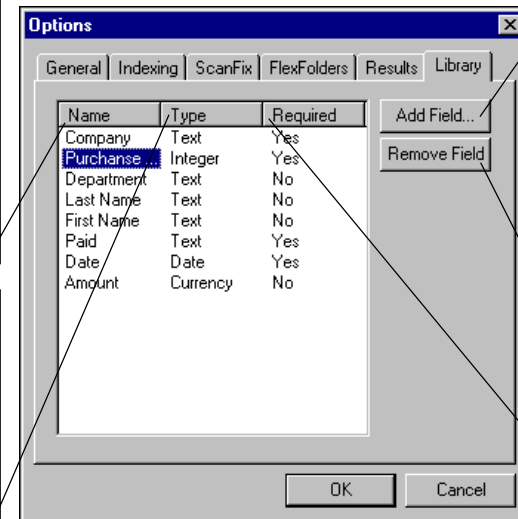 Options
General Indexing ScanFix FlexFolders Results Library
Name Type Required
Company Text Yes
Purchanse ... Integer Yes
Department Text No
Last Name Text No
First Name Text No
Paid Text Yes
Date Date Yes
Amount Currency No
Add Field...
Remove Field
OK Cancel